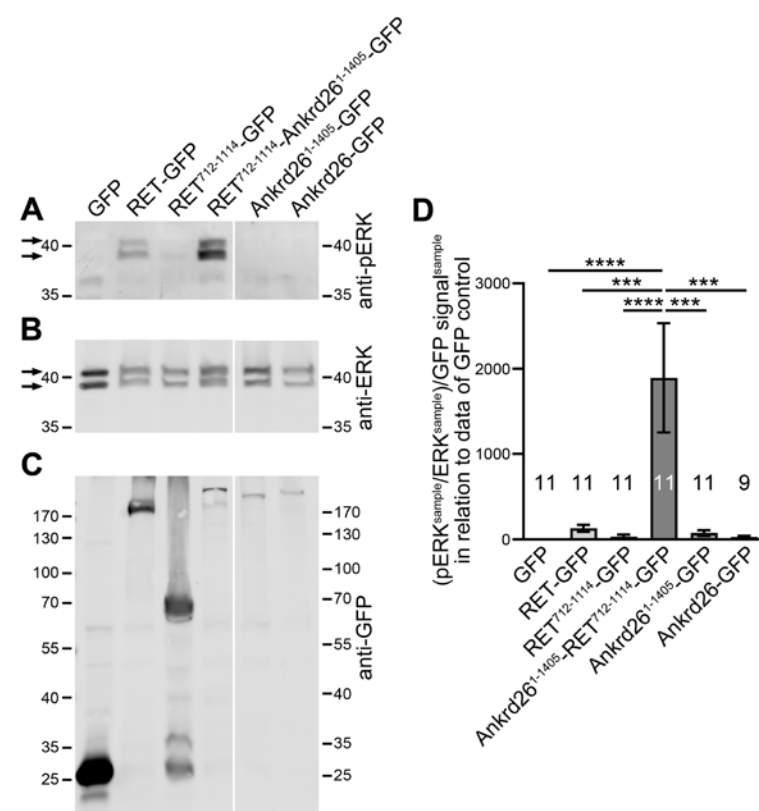 GFP
RET-GFP
RET712-1114-GFP
RET712-1114-Ankrd261-1405-GFP
Ankrd261-1405-GFP
Ankrd26-GFP
A
40
35
40
35
anti-pERK
B
40
35
40
35
anti-ERK
C
170
130
100
70
55
40
35
25
170
130
100
70
55
40
35
25
anti-GFP
D
(pERKsample/ERKsample)/GFP signalsample
in relation to data of GFP control
3000
2000
1000
0
****
***
***
****
***
11
11
11
11
11
9
GFP
RET-GFP
RET712-1114-GFP
Ankrd261-1405-RET712-1114-GFP
Ankrd261-1405-GFP
Ankrd26-GFP